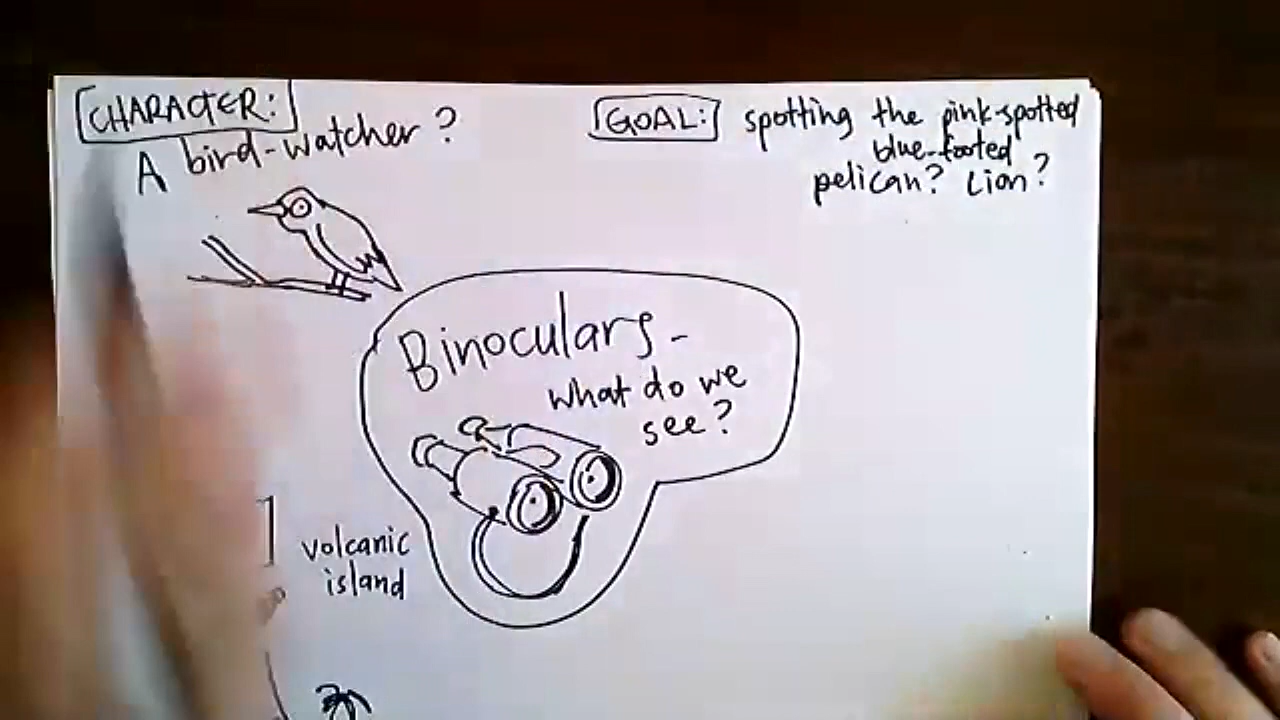 CHARACTER:
A bird-watcher?
GOAL: spotting the pink-spotted
blue-footed
pelican? Lion?
Binoculars -
What do we
see?
volcanic
island